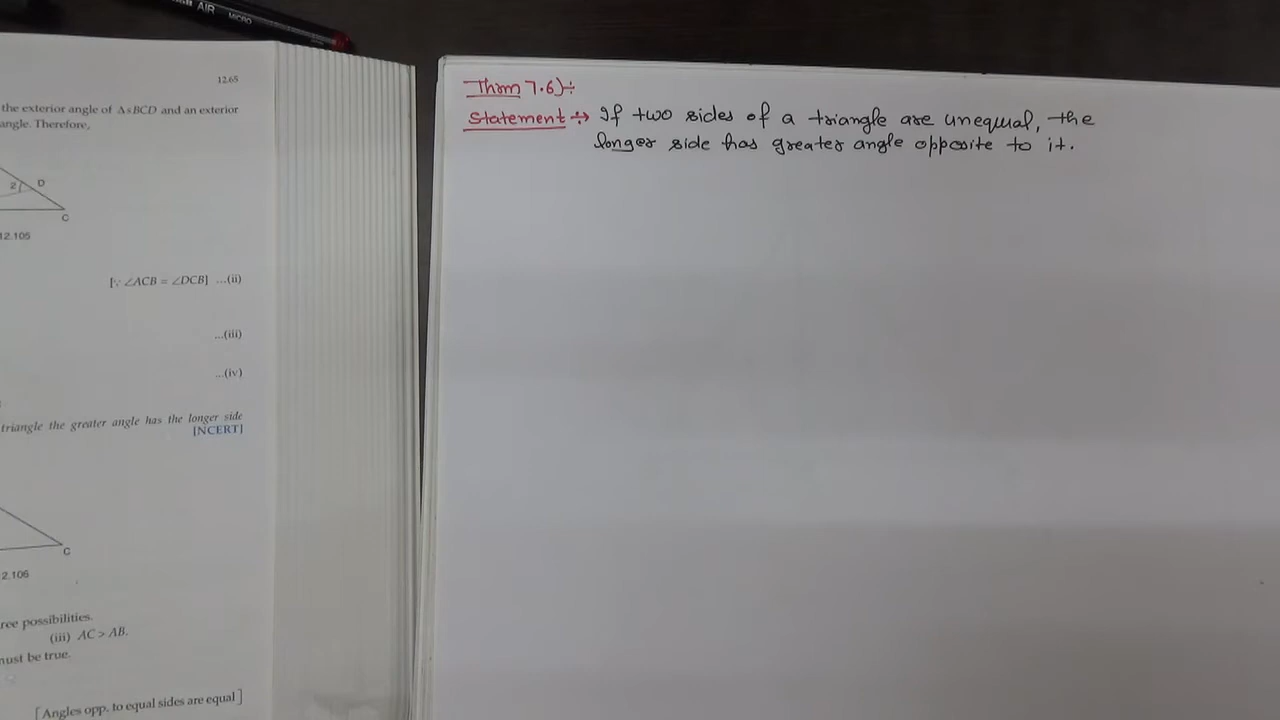 AIR MICRO
12.65
the exterior angle of ΔsBCD and an exterior
angle. Therefore,
2
D
C
12.105
[∵ ∠ACB = ∠DCB] ...(ii)
...(iii)
...(iv)
triangle the greater angle has the longer side
[NCERT]
C
2.106
ree possibilities.
(iii) AC > AB.
must be true.
[Angles opp. to equal sides are equal]
Thm 7.6)÷
Statement ÷→ If two sides of a triangle are unequal, the
longer side has greater angle opposite to it.